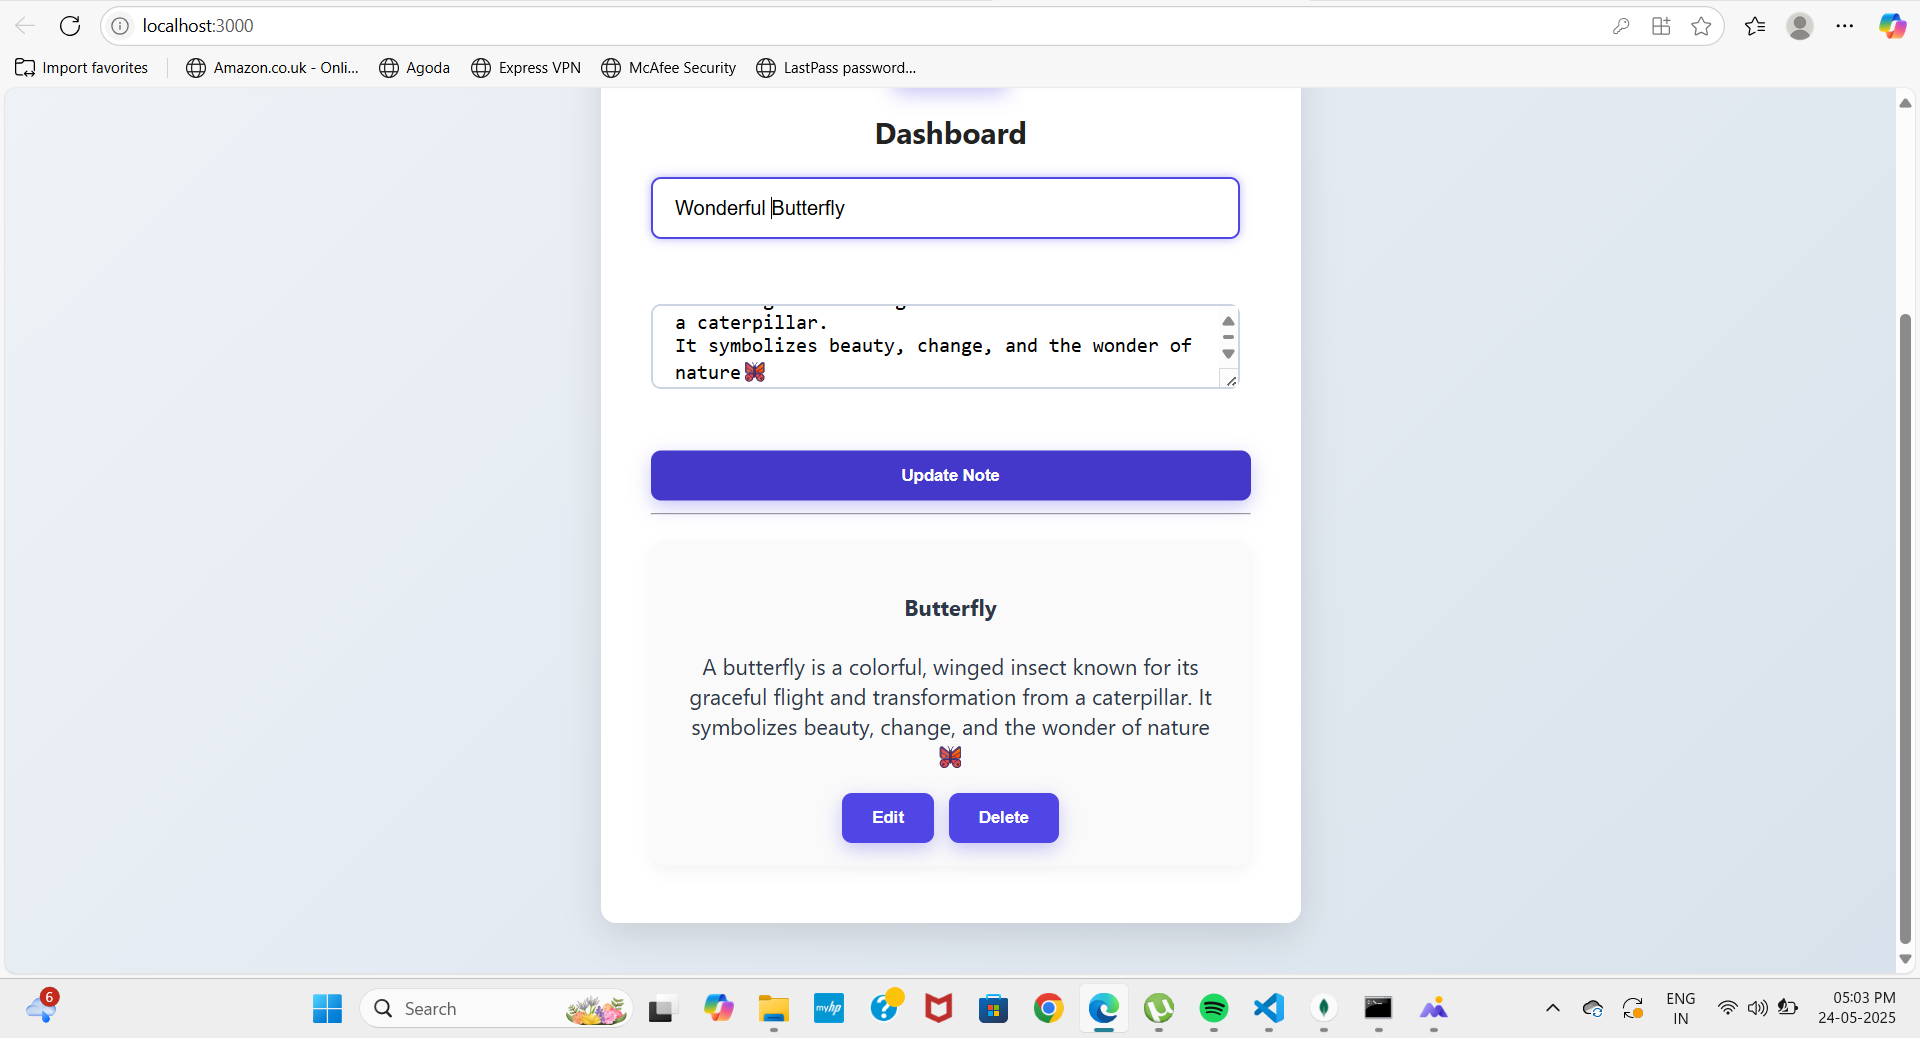 localhost:3000
Import favorites
Amazon.co.uk - Onli...
Agoda
Express VPN
McAfee Security
LastPass password...
Dashboard
Wonderful Butterfly
a caterpillar.
It symbolizes beauty, change, and the wonder of
nature🦋
Update Note
Butterfly
A butterfly is a colorful, winged insect known for its
graceful flight and transformation from a caterpillar. It
symbolizes beauty, change, and the wonder of nature
🦋
Edit
Delete
6
Search
myhp
ENG
IN
05:03 PM
24-05-2025